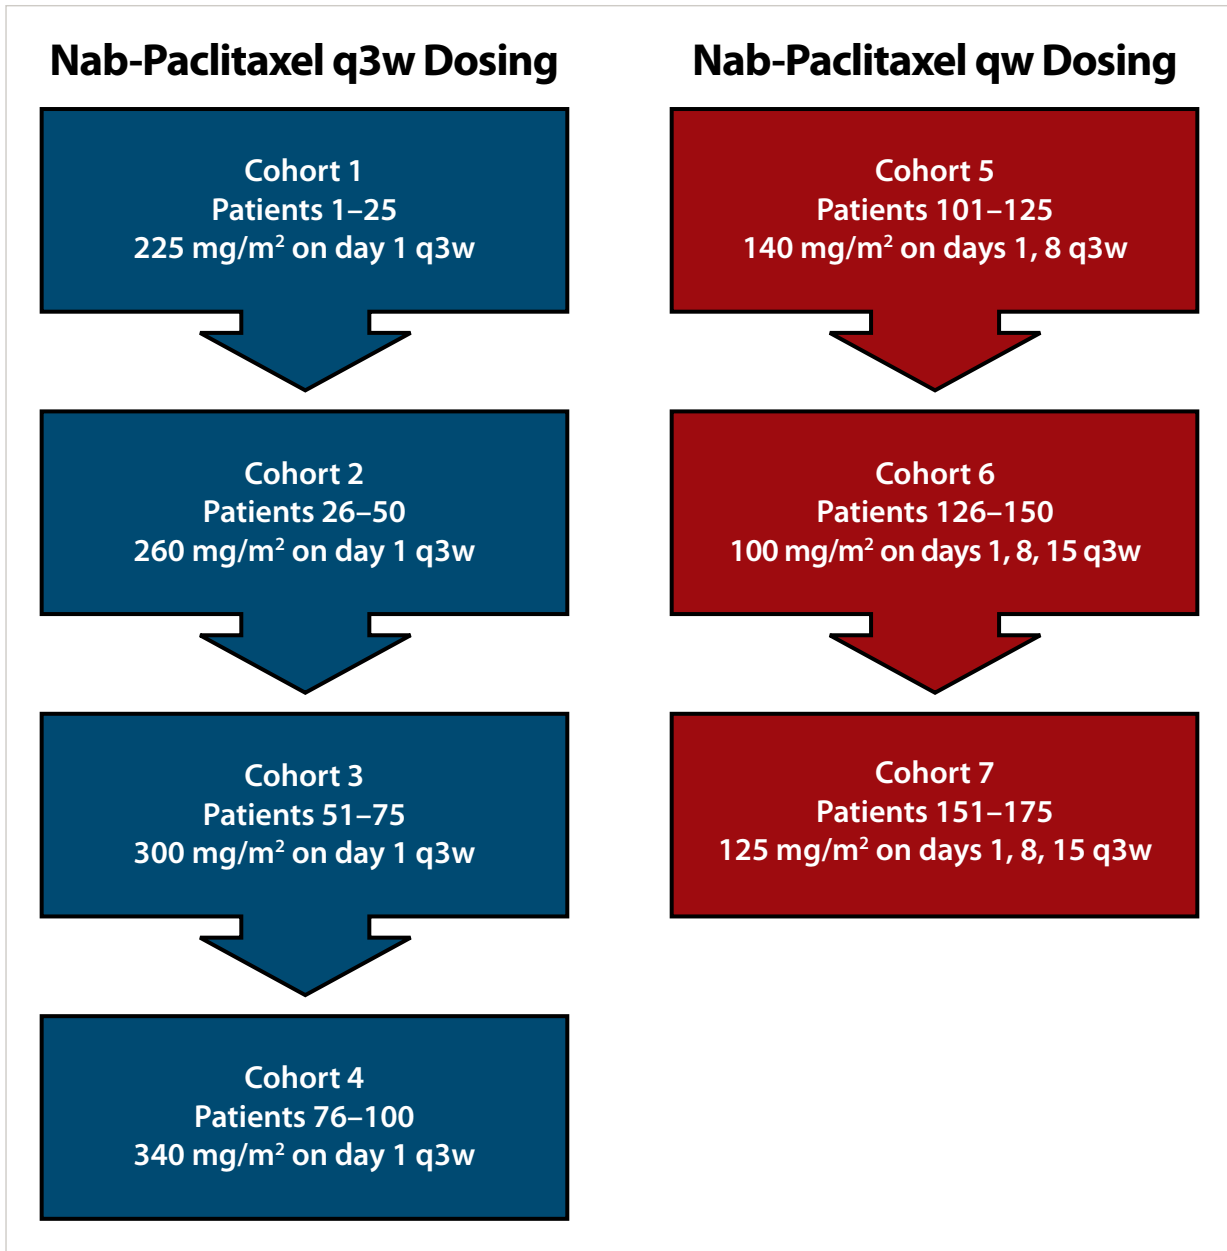 Nab-Paclitaxel q3w Dosing
Cohort 1
Patients 1–25
225 mg/m² on day 1 q3w
Cohort 2
Patients 26–50
260 mg/m² on day 1 q3w
Cohort 3
Patients 51–75
300 mg/m² on day 1 q3w
Cohort 4
Patients 76–100
340 mg/m² on day 1 q3w
Nab-Paclitaxel qw Dosing
Cohort 5
Patients 101–125
140 mg/m² on days 1, 8 q3w
Cohort 6
Patients 126–150
100 mg/m² on days 1, 8, 15 q3w
Cohort 7
Patients 151–175
125 mg/m² on days 1, 8, 15 q3w